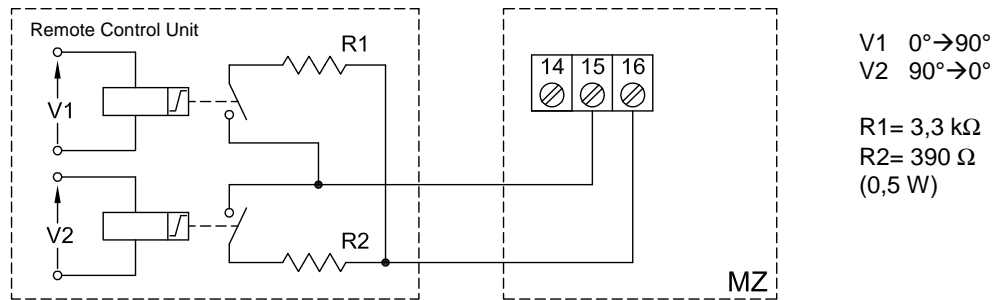 Remote Control Unit
R1
V1
V2
R2
14 15 16
MZ
V1 0°→90°
V2 90°→0°
R1= 3,3 kΩ
R2= 390 Ω
(0,5 W)